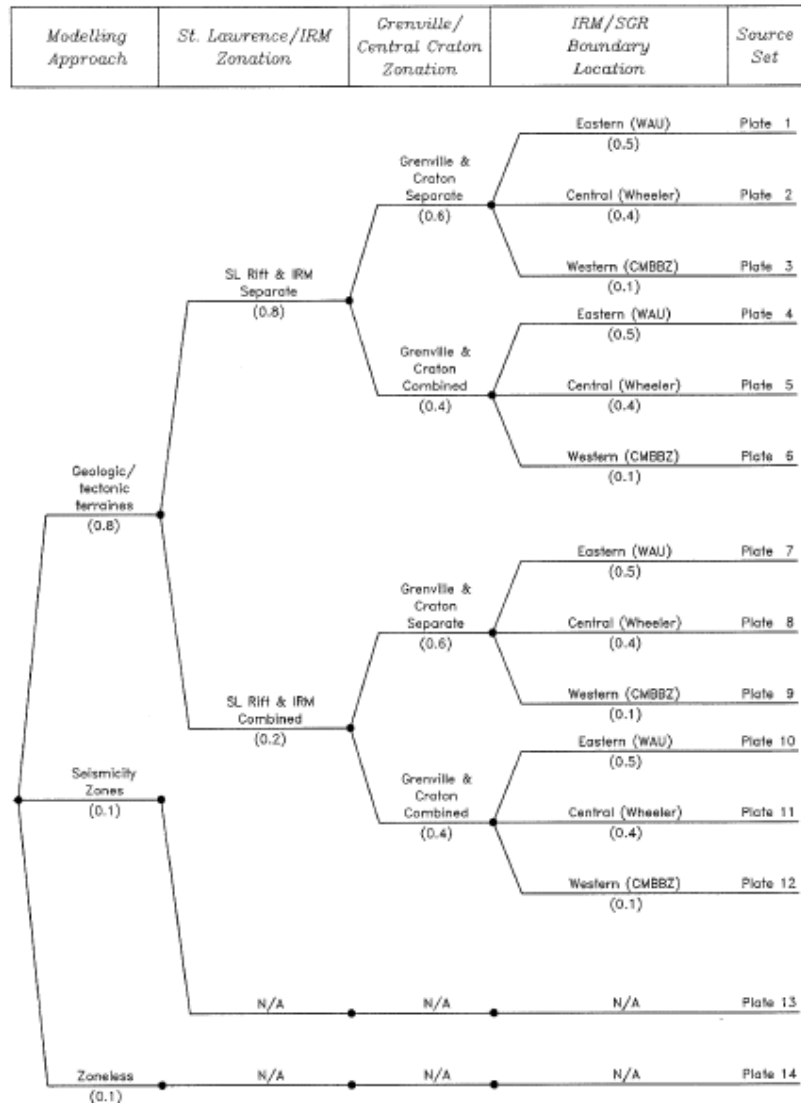 Modelling
Approach
St. Lawrence/IRM
Zonation
Grenville/
Central Craton
Zonation
IRM/SGR
Boundary
Location
Source
Set
Eastern (WAU)
(0.5)
Plate 1
Grenville &
Craton
Separate
(0.6)
Central (Wheeler)
(0.4)
Plate 2
Western (CMBBZ)
(0.1)
Plate 3
SL Rift & IRM
Separate
(0.8)
Eastern (WAU)
(0.5)
Plate 4
Grenville &
Craton
Combined
(0.4)
Central (Wheeler)
(0.4)
Plate 5
Western (CMBBZ)
(0.1)
Plate 6
Geologic/
tectonic
terraines
(0.8)
Eastern (WAU)
(0.5)
Plate 7
Grenville &
Craton
Separate
(0.6)
Central (Wheeler)
(0.4)
Plate 8
Western (CMBBZ)
(0.1)
Plate 9
SL Rift & IRM
Combined
(0.2)
Eastern (WAU)
(0.5)
Plate 10
Seismicity
Zones
(0.1)
Grenville &
Craton
Combined
(0.4)
Central (Wheeler)
(0.4)
Plate 11
Western (CMBBZ)
(0.1)
Plate 12
N/A
N/A
N/A
Plate 13
Zoneless
(0.1)
N/A
N/A
N/A
Plate 14